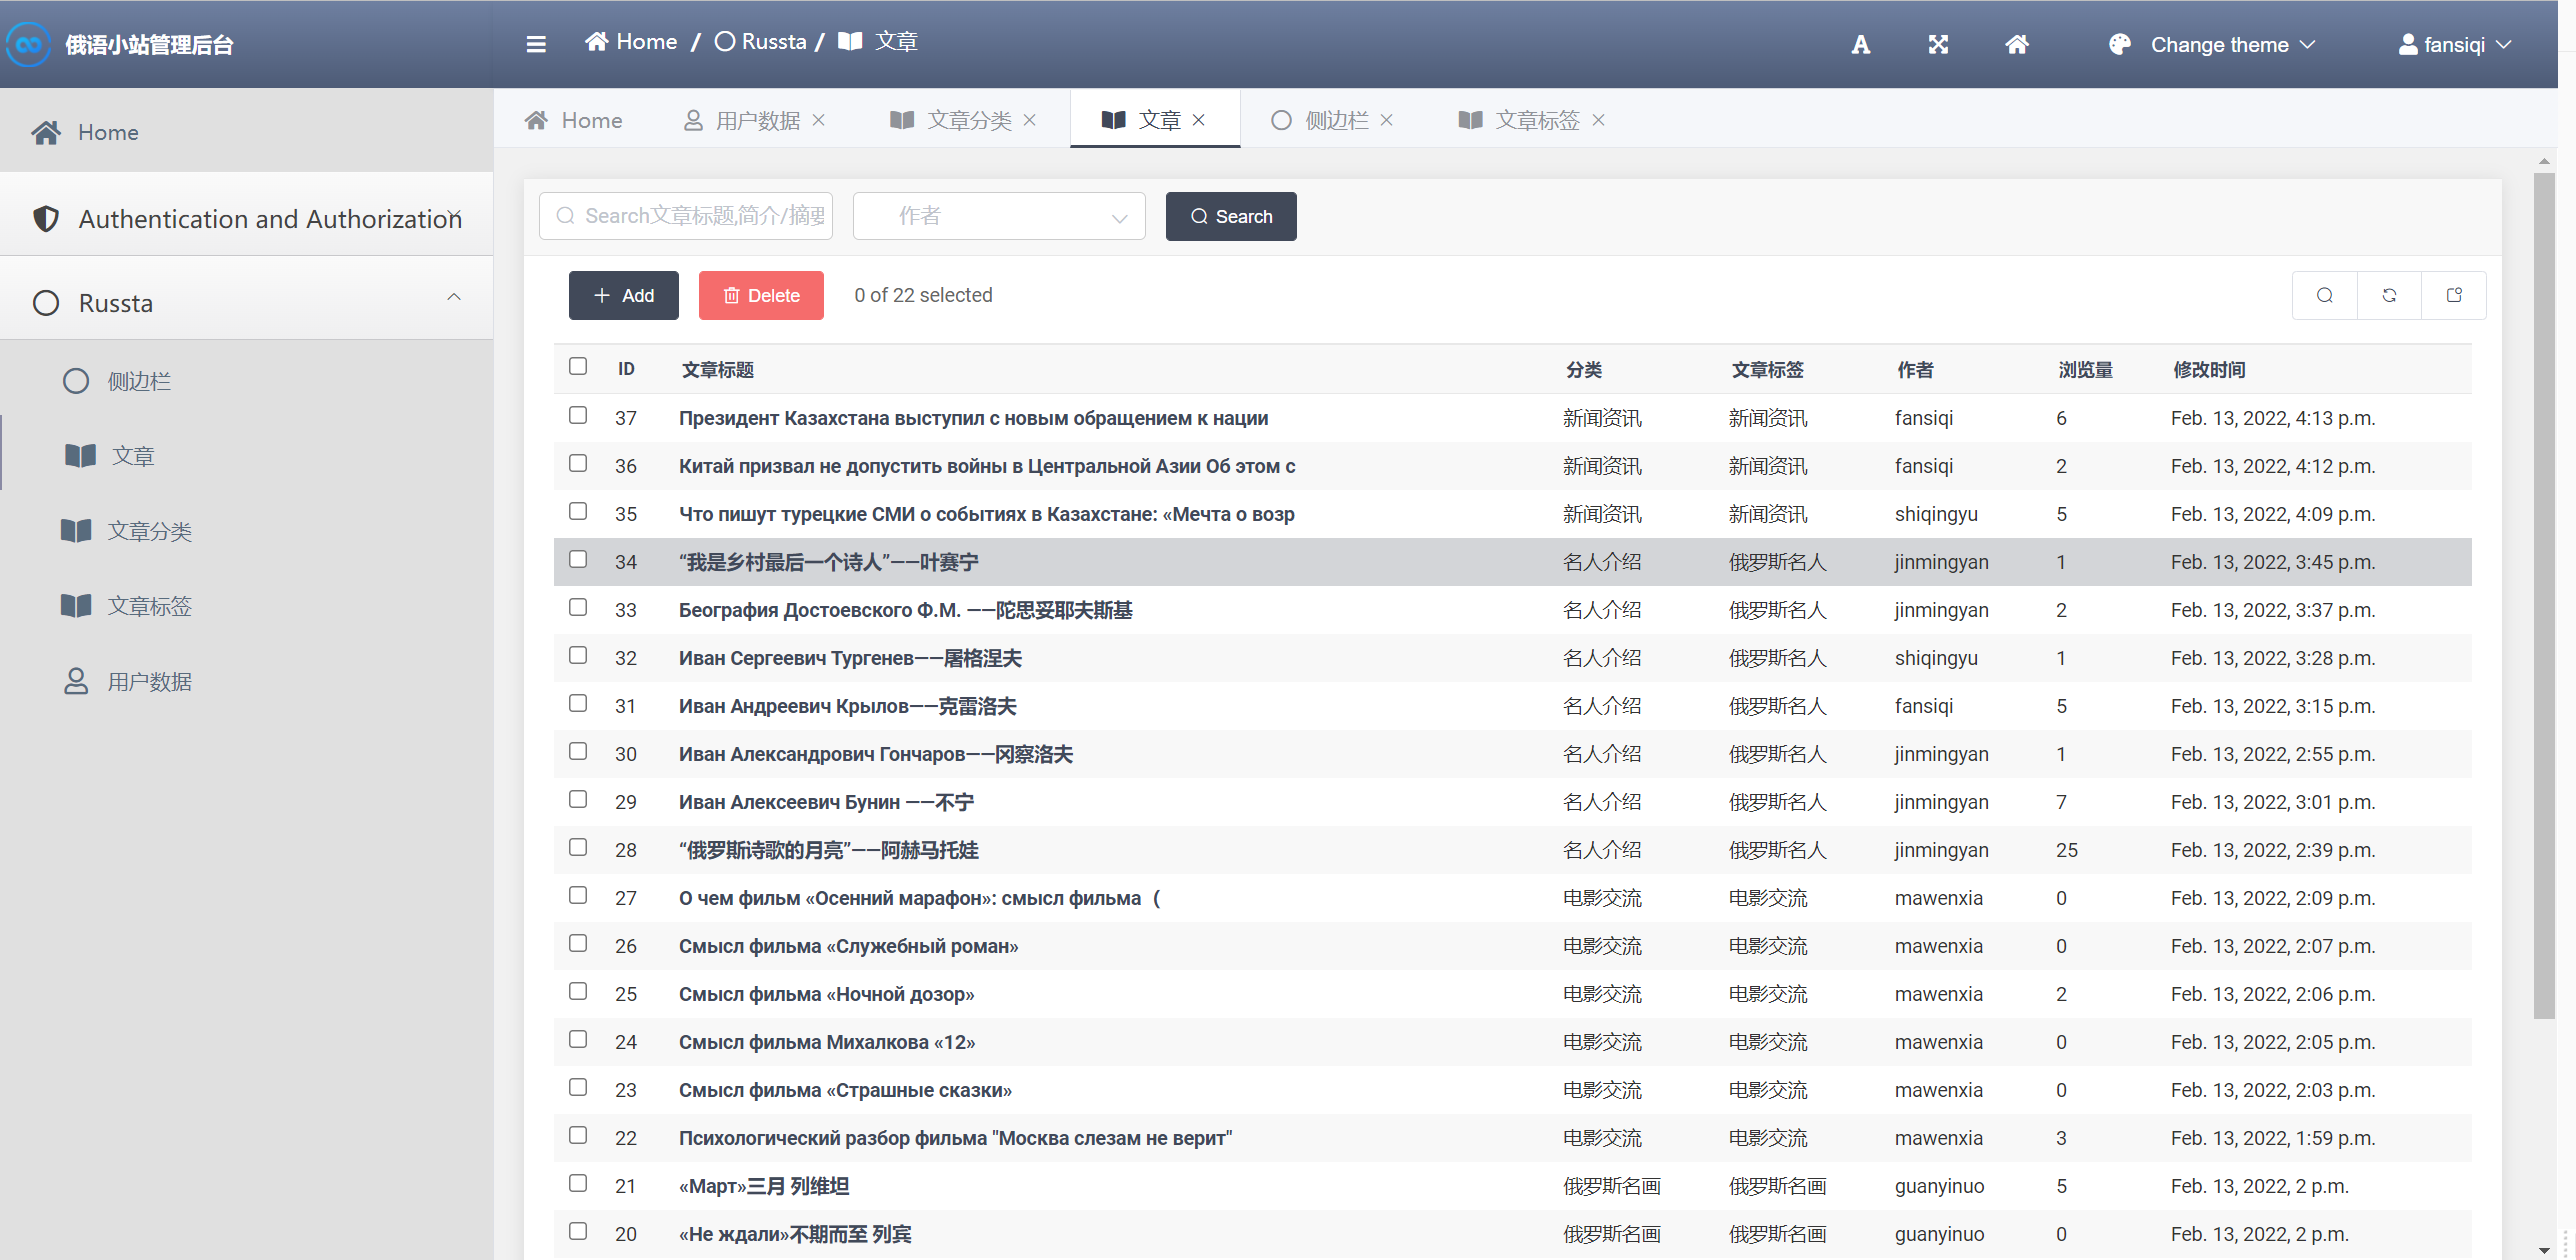 俄语小站管理后台
Home / Russta / 文章
Change theme
fansiqi
Home
用户数据
文章分类
文章
侧边栏
文章标签
Home
Authentication and Authorization
Russta
侧边栏
文章
文章分类
文章标签
用户数据
Search文章标题,简介/摘要
作者
Search
Add
Delete
0 of 22 selected
ID 文章标题 分类 文章标签 作者 浏览量 修改时间
37 Президент Казахстана выступил с новым обращением к нации 新闻资讯 新闻资讯 fansiqi 6 Feb. 13, 2022, 4:13 p.m.
36 Китай призвал не допустить войны в Центральной Азии Об этом с 新闻资讯 新闻资讯 fansiqi 2 Feb. 13, 2022, 4:12 p.m.
35 Что пишут турецкие СМИ о событиях в Казахстане: «Мечта о возр 新闻资讯 新闻资讯 shiqingyu 5 Feb. 13, 2022, 4:09 p.m.
34 “我是乡村最后一个诗人”——叶赛宁 名人介绍 俄罗斯名人 jinmingyan 1 Feb. 13, 2022, 3:45 p.m.
33 Беография Достоевского Ф.М. ——陀思妥耶夫斯基 名人介绍 俄罗斯名人 jinmingyan 2 Feb. 13, 2022, 3:37 p.m.
32 Иван Сергеевич Тургенев——屠格涅夫 名人介绍 俄罗斯名人 shiqingyu 1 Feb. 13, 2022, 3:28 p.m.
31 Иван Андреевич Крылов——克雷洛夫 名人介绍 俄罗斯名人 fansiqi 5 Feb. 13, 2022, 3:15 p.m.
30 Иван Александрович Гончаров——冈察洛夫 名人介绍 俄罗斯名人 jinmingyan 1 Feb. 13, 2022, 2:55 p.m.
29 Иван Алексеевич Бунин ——不宁 名人介绍 俄罗斯名人 jinmingyan 7 Feb. 13, 2022, 3:01 p.m.
28 “俄罗斯诗歌的月亮”——阿赫马托娃 名人介绍 俄罗斯名人 jinmingyan 25 Feb. 13, 2022, 2:39 p.m.
27 О чем фильм «Осенний марафон»: смысл фильма（ 电影交流 电影交流 mawenxia 0 Feb. 13, 2022, 2:09 p.m.
26 Смысл фильма «Служебный роман» 电影交流 电影交流 mawenxia 0 Feb. 13, 2022, 2:07 p.m.
25 Смысл фильма «Ночной дозор» 电影交流 电影交流 mawenxia 2 Feb. 13, 2022, 2:06 p.m.
24 Смысл фильма Михалкова «12» 电影交流 电影交流 mawenxia 0 Feb. 13, 2022, 2:05 p.m.
23 Смысл фильма «Страшные сказки» 电影交流 电影交流 mawenxia 0 Feb. 13, 2022, 2:03 p.m.
22 Психологический разбор фильма "Москва слезам не верит" 电影交流 电影交流 mawenxia 3 Feb. 13, 2022, 1:59 p.m.
21 «Март»三月 列维坦 俄罗斯名画 俄罗斯名画 guanyinuo 5 Feb. 13, 2022, 2 p.m.
20 «Не ждали»不期而至 列宾 俄罗斯名画 俄罗斯名画 guanyinuo 0 Feb. 13, 2022, 2 p.m.